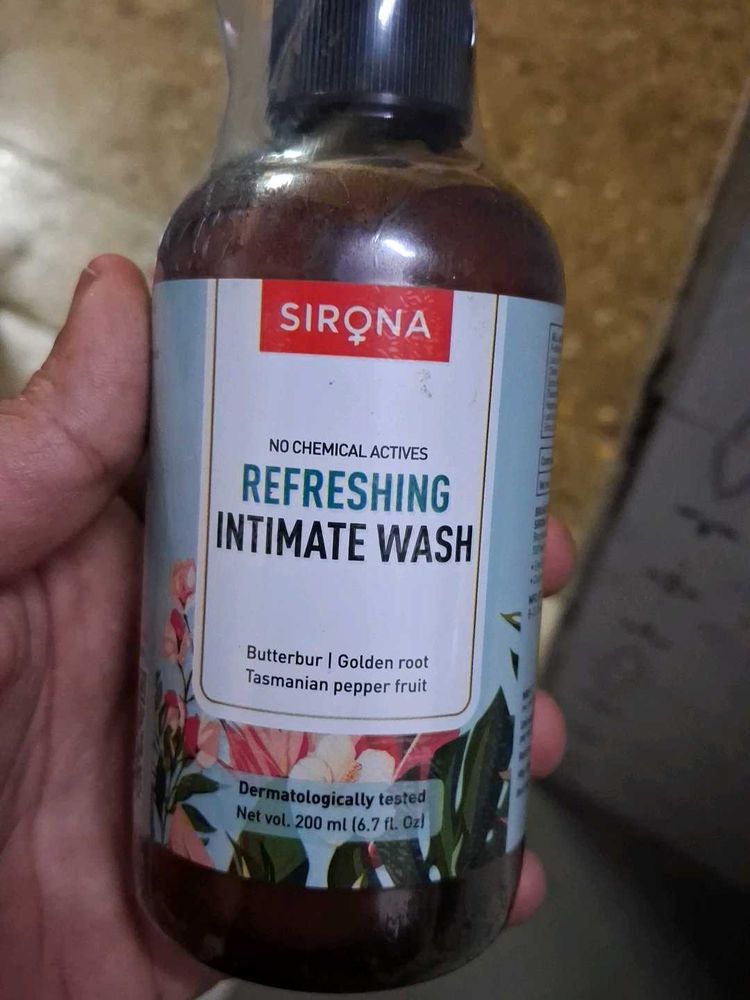 SIRONA
NO CHEMICAL ACTIVES
REFRESHING
INTIMATE WASH
Butterbur | Golden root
Tasmanian pepper fruit
Dermatologically tested
Net vol. 200 ml (6.7 fl. Oz)